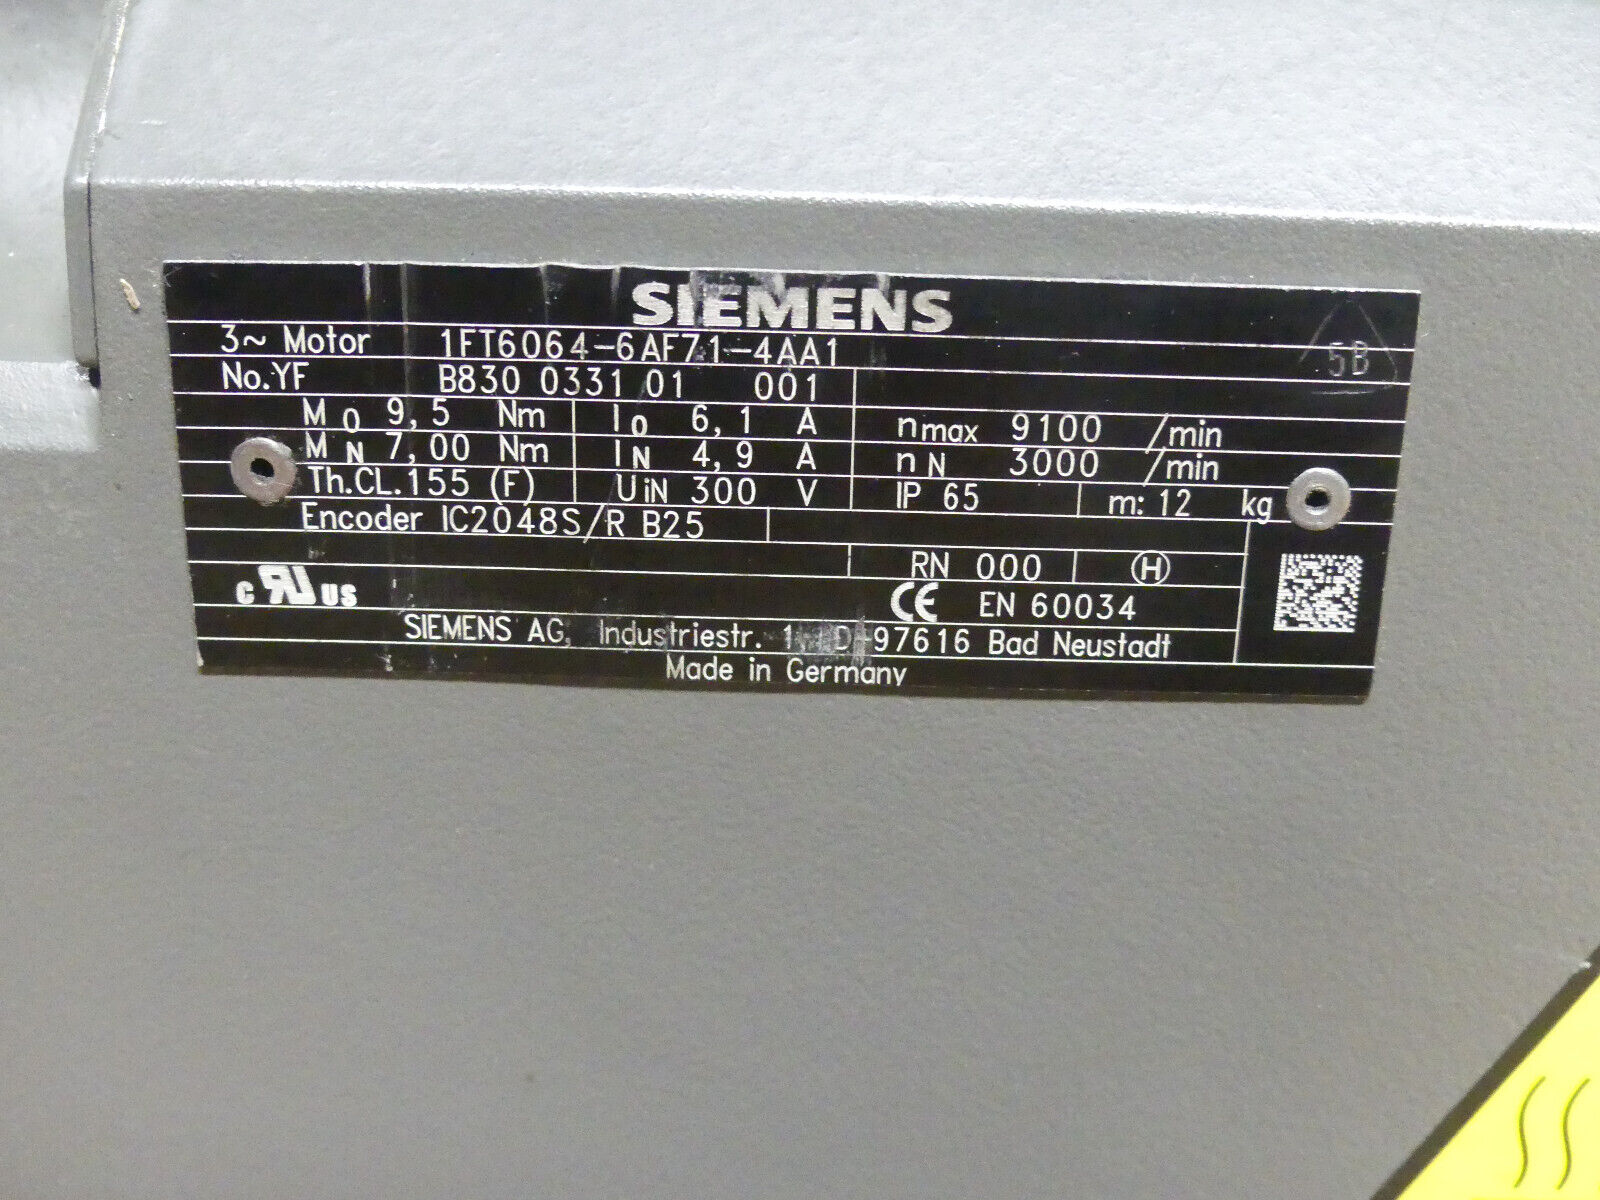 SIEMENS
3~ Motor 1FT6064-6AF71-4AA1
5B
No.YF B830 0331 01 001
M0 9,5 Nm I0 6,1 A nmax 9100 /min
MN 7,00 Nm IN 4,9 A nN 3000 /min
Th.CL.155 (F) UiN 300 V IP 65 m: 12 kg
Encoder IC2048S/R B25
RN 000 H
c RU US CE EN 60034
SIEMENS AG, Industriestr. 1 D-97616 Bad Neustadt
Made in Germany